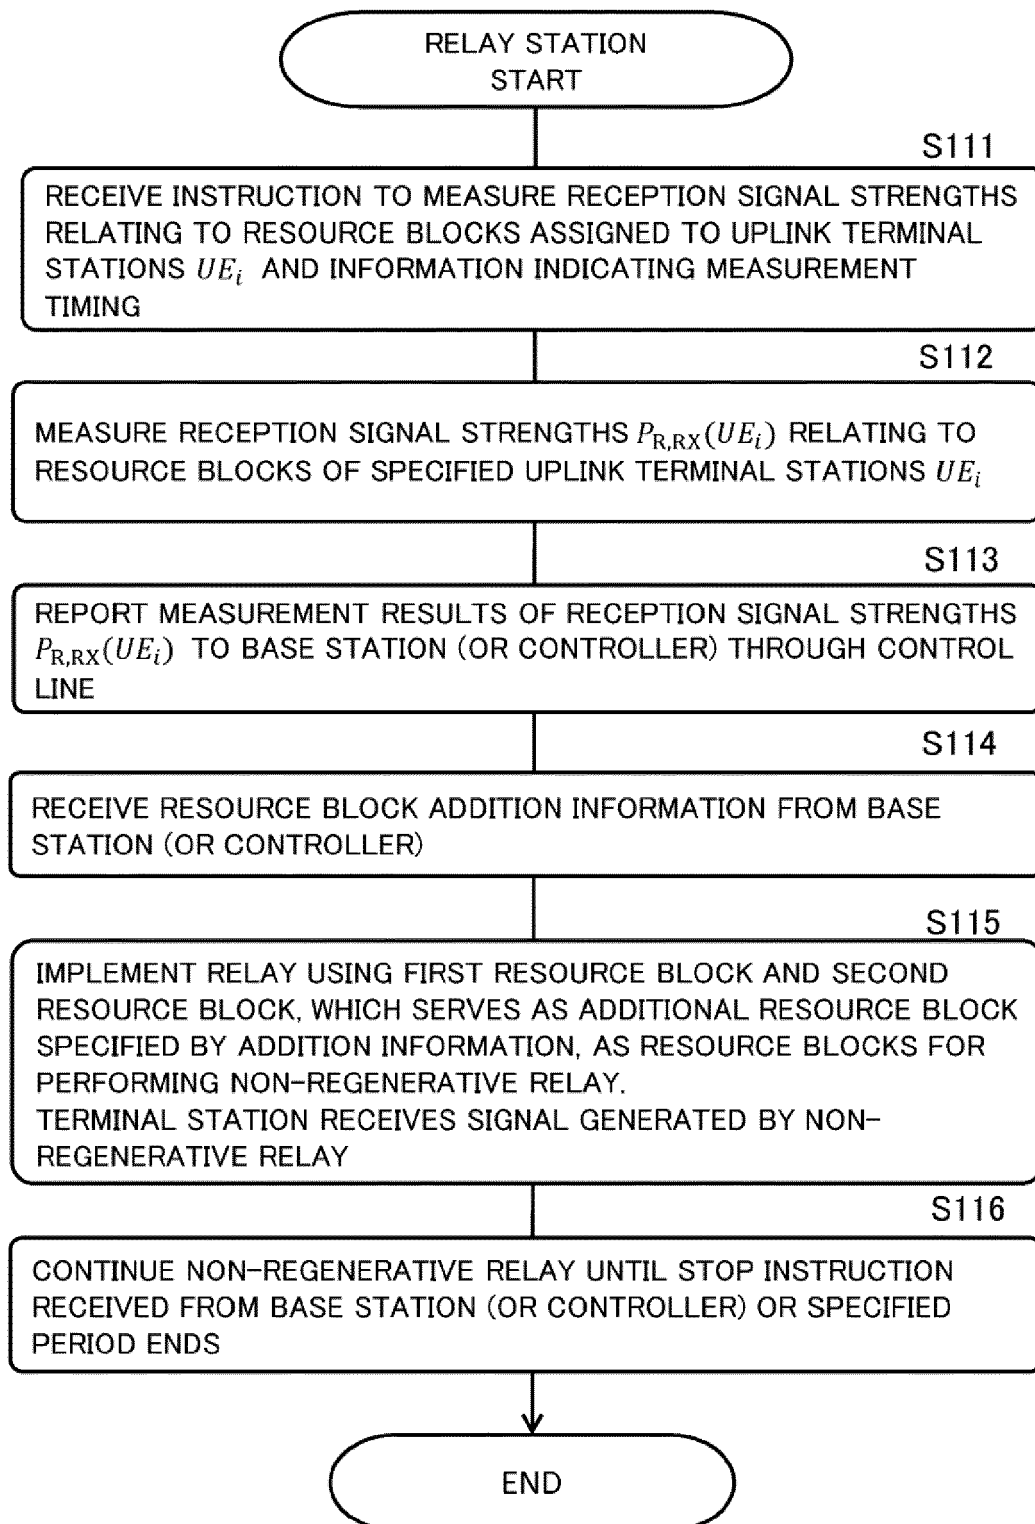 RELAY STATION
START
S111
RECEIVE INSTRUCTION TO MEASURE RECEPTION SIGNAL STRENGTHS
RELATING TO RESOURCE BLOCKS ASSIGNED TO UPLINK TERMINAL
STATIONS UE_i AND INFORMATION INDICATING MEASUREMENT
TIMING
S112
MEASURE RECEPTION SIGNAL STRENGTHS P_R,RX(UE_i) RELATING TO
RESOURCE BLOCKS OF SPECIFIED UPLINK TERMINAL STATIONS UE_i
S113
REPORT MEASUREMENT RESULTS OF RECEPTION SIGNAL STRENGTHS
P_R,RX(UE_i) TO BASE STATION (OR CONTROLLER) THROUGH CONTROL
LINE
S114
RECEIVE RESOURCE BLOCK ADDITION INFORMATION FROM BASE
STATION (OR CONTROLLER)
S115
IMPLEMENT RELAY USING FIRST RESOURCE BLOCK AND SECOND
RESOURCE BLOCK, WHICH SERVES AS ADDITIONAL RESOURCE BLOCK
SPECIFIED BY ADDITION INFORMATION, AS RESOURCE BLOCKS FOR
PERFORMING NON-REGENERATIVE RELAY.
TERMINAL STATION RECEIVES SIGNAL GENERATED BY NON-
REGENERATIVE RELAY
S116
CONTINUE NON-REGENERATIVE RELAY UNTIL STOP INSTRUCTION
RECEIVED FROM BASE STATION (OR CONTROLLER) OR SPECIFIED
PERIOD ENDS
END